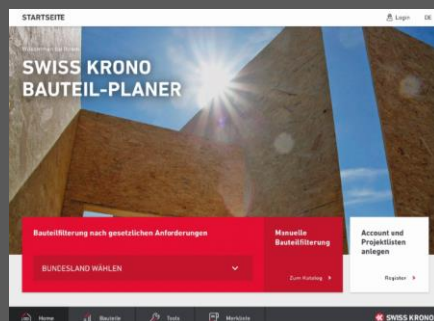 STARTSEITE
Login DE
SWISS KRONO
BAUTEIL-PLANER
Bauteilfilterung nach gesetzlichen Anforderungen
BUNDESLAND WÄHLEN
Manuelle
Bauteilfilterung
Zum Katalog
Account und
Projektlisten
anlegen
Register
Home Bauteile Tools Merkliste SWISS KRONO